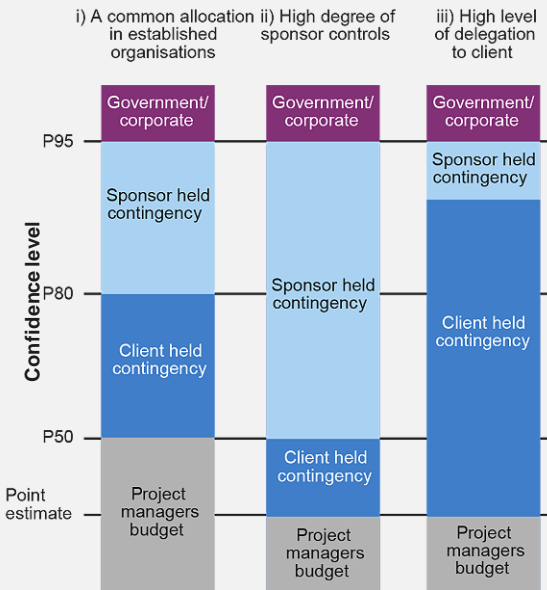 i) A common allocation
in established
organisations
ii) High degree of
sponsor controls
iii) High level
of delegation
to client
Confidence level
P95
P80
P50
Point
estimate
Government/
corporate
Sponsor held
contingency
Client held
contingency
Project
managers
budget
Government/
corporate
Sponsor held
contingency
Client held
contingency
Project
managers
budget
Government/
corporate
Sponsor held
contingency
Client held
contingency
Project
managers
budget